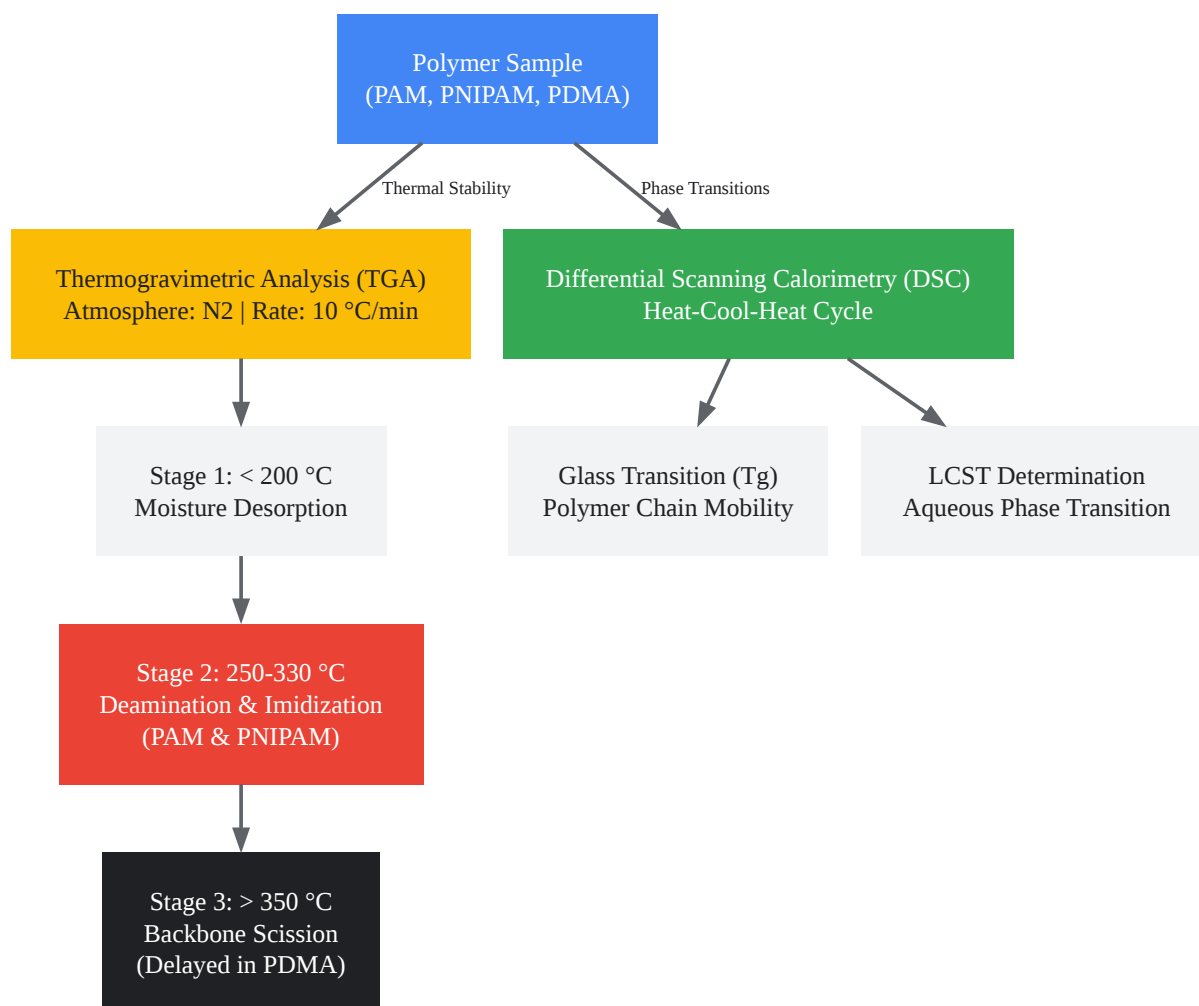 Polymer Sample
(PAM, PNIPAM, PDMA)
Thermal Stability
Phase Transitions
Thermogravimetric Analysis (TGA)
Atmosphere: N2 | Rate: 10 °C/min
Differential Scanning Calorimetry (DSC)
Heat-Cool-Heat Cycle
Stage 1: < 200 °C
Moisture Desorption
Glass Transition (Tg)
Polymer Chain Mobility
LCST Determination
Aqueous Phase Transition
Stage 2: 250-330 °C
Deamination & Imidization
(PAM & PNIPAM)
Stage 3: > 350 °C
Backbone Scission
(Delayed in PDMA)